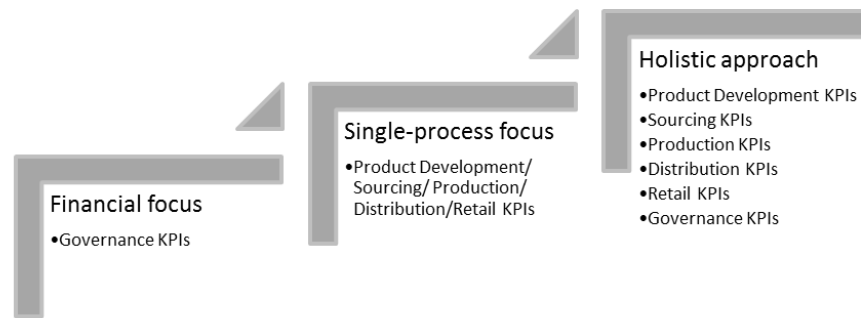 Financial focus
•Governance KPIs
Single-process focus
•Product Development/
Sourcing/ Production/
Distribution/Retail KPIs
Holistic approach
•Product Development KPIs
•Sourcing KPIs
•Production KPIs
•Distribution KPIs
•Retail KPIs
•Governance KPIs